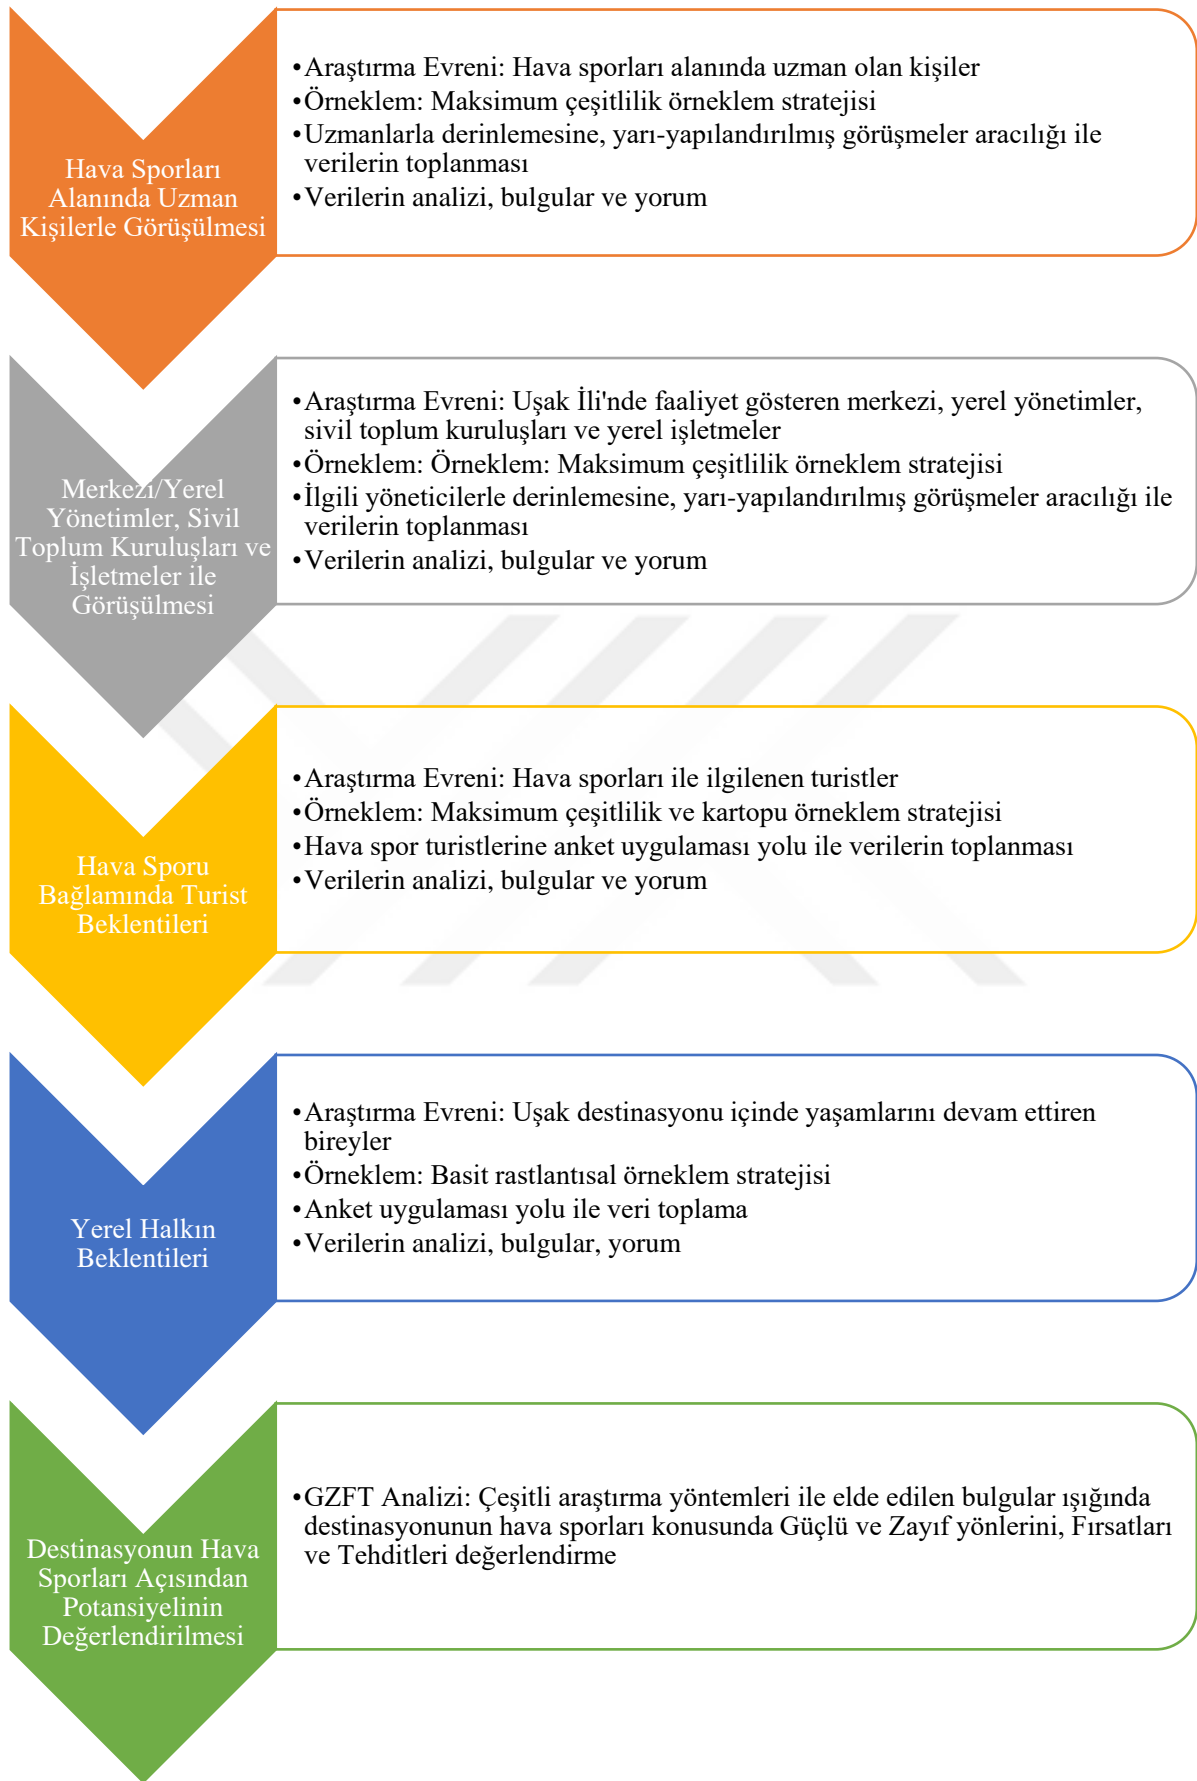 Hava Sporları
Alanında Uzman
Kişilerle Görüşülmesi
•Araştırma Evreni: Hava sporları alanında uzman olan kişiler
•Örneklem: Maksimum çeşitlilik örneklem stratejisi
•Uzmanlarla derinlemesine, yarı-yapılandırılmış görüşmeler aracılığı ile
verilerin toplanması
•Verilerin analizi, bulgular ve yorum
Merkezi/Yerel
Yönetimler, Sivil
Toplum Kuruluşları ve
İşletmeler ile
Görüşülmesi
•Araştırma Evreni: Uşak İli'nde faaliyet gösteren merkezi, yerel yönetimler,
sivil toplum kuruluşları ve yerel işletmeler
•Örneklem: Örneklem: Maksimum çeşitlilik örneklem stratejisi
•İlgili yöneticilerle derinlemesine, yarı-yapılandırılmış görüşmeler aracılığı ile
verilerin toplanması
•Verilerin analizi, bulgular ve yorum
Hava Sporu
Bağlamında Turist
Beklentileri
•Araştırma Evreni: Hava sporları ile ilgilenen turistler
•Örneklem: Maksimum çeşitlilik ve kartopu örneklem stratejisi
•Hava spor turistlerine anket uygulaması yolu ile verilerin toplanması
•Verilerin analizi, bulgular ve yorum
Yerel Halkın
Beklentileri
•Araştırma Evreni: Uşak destinasyonu içinde yaşamlarını devam ettiren
bireyler
•Örneklem: Basit rastlantısal örneklem stratejisi
•Anket uygulaması yolu ile veri toplama
•Verilerin analizi, bulgular, yorum
Destinasyonun Hava
Sporları Açısından
Potansiyelinin
Değerlendirilmesi
•GZFT Analizi: Çeşitli araştırma yöntemleri ile elde edilen bulgular ışığında
destinasyonunun hava sporları konusunda Güçlü ve Zayıf yönlerini, Fırsatları
ve Tehditleri değerlendirme